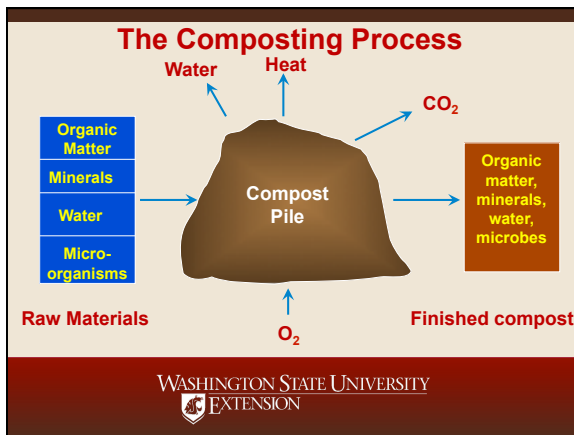 The Composting Process
Water
Heat
CO₂
Organic
Matter
Minerals
Water
Micro-
organisms
Compost
Pile
Organic
matter,
minerals,
water,
microbes
Raw Materials
O₂
Finished compost
WASHINGTON STATE UNIVERSITY
EXTENSION